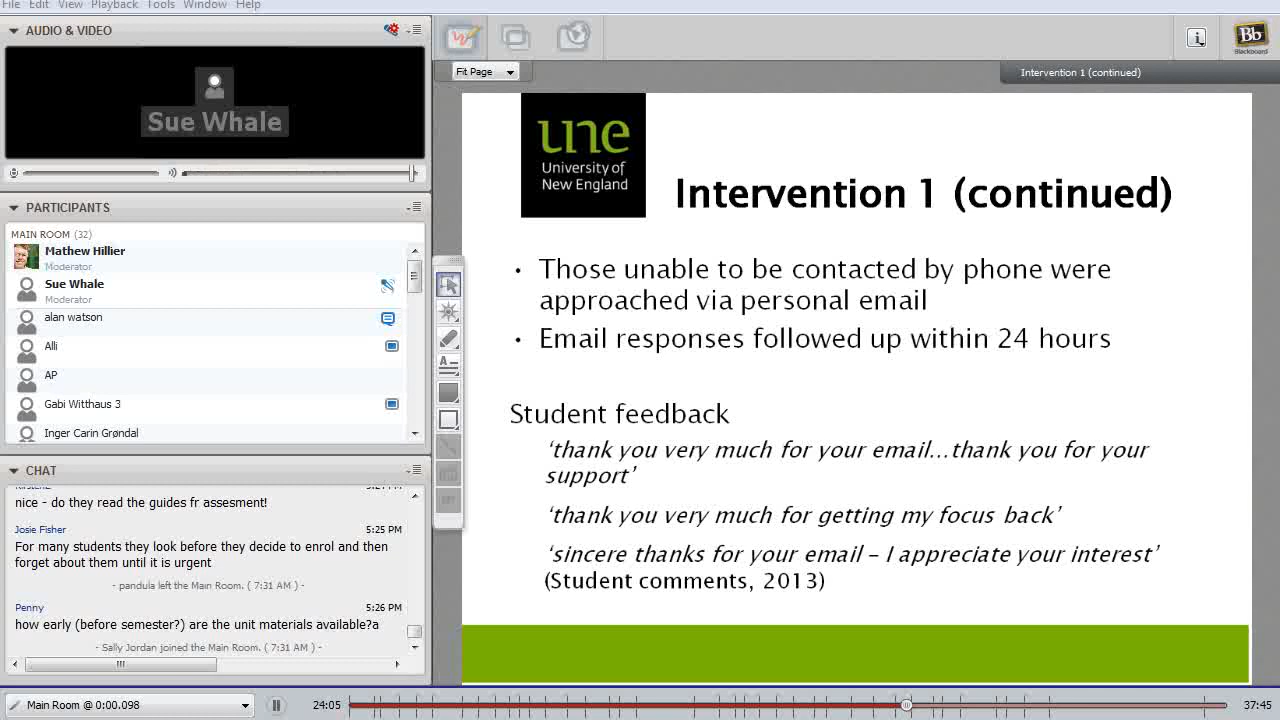 File Edit View Playback Tools Window Help
AUDIO & VIDEO
Sue Whale
PARTICIPANTS
MAIN ROOM (32)
Mathew Hillier
Moderator
Sue Whale
Moderator
alan watson
Alli
AP
Gabi Witthaus 3
Inger Carin Grøndal
CHAT
nice - do they read the guides fr assesment!
Josie Fisher 5:25 PM
For many students they look before they decide to enrol and then
forget about them until it is urgent
- pandula left the Main Room. ( 7:31 AM ) -
Penny 5:26 PM
how early (before semester?) are the unit materials available?a
- Sally Jordan joined the Main Room. ( 7:31 AM ) -
Main Room @ 0:00.098
24:05
37:45
Fit Page
Bb
Blackboard
Intervention 1 (continued)
une
University of
New England
Intervention 1 (continued)
• Those unable to be contacted by phone were
approached via personal email
• Email responses followed up within 24 hours
Student feedback
‘thank you very much for your email...thank you for your
support’
‘thank you very much for getting my focus back’
‘sincere thanks for your email – I appreciate your interest’
(Student comments, 2013)